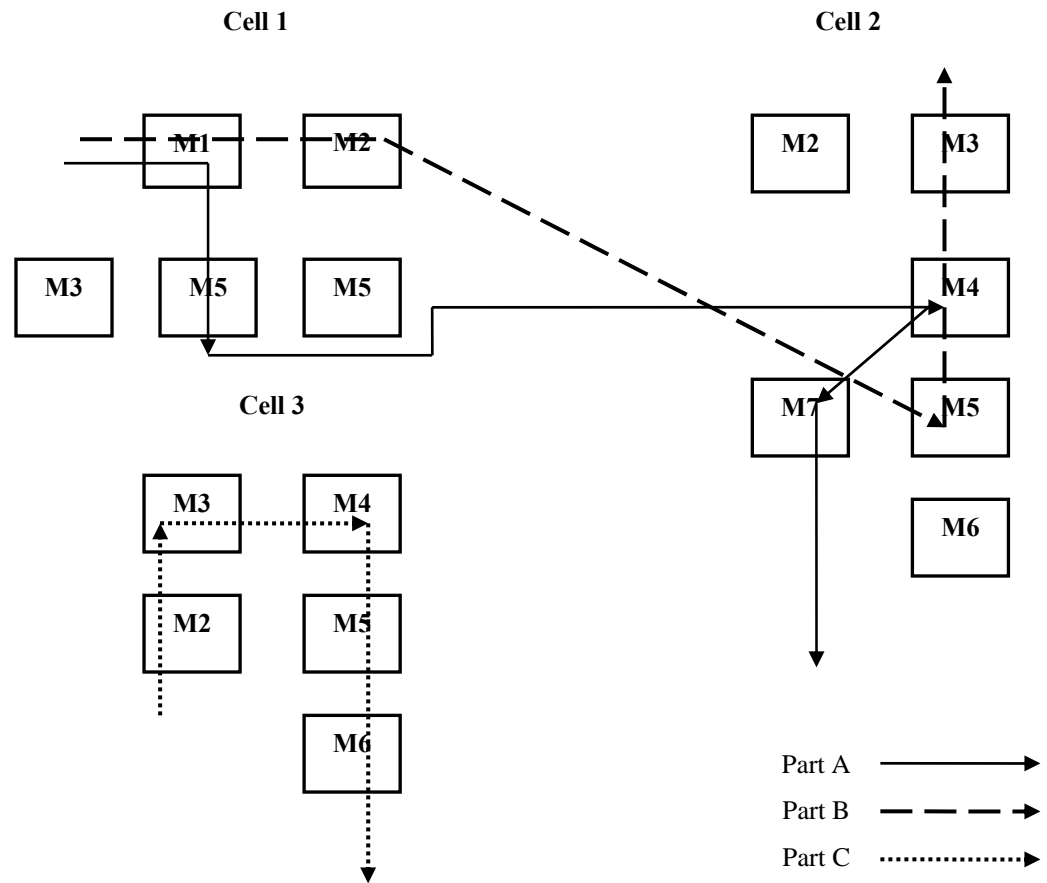 Cell 1
Cell 2
M1 M2
M2 M3
M3 M5 M5
M4
Cell 3
M7 M5
M3 M4
M6
M2 M5
M6
Part A
Part B
Part C